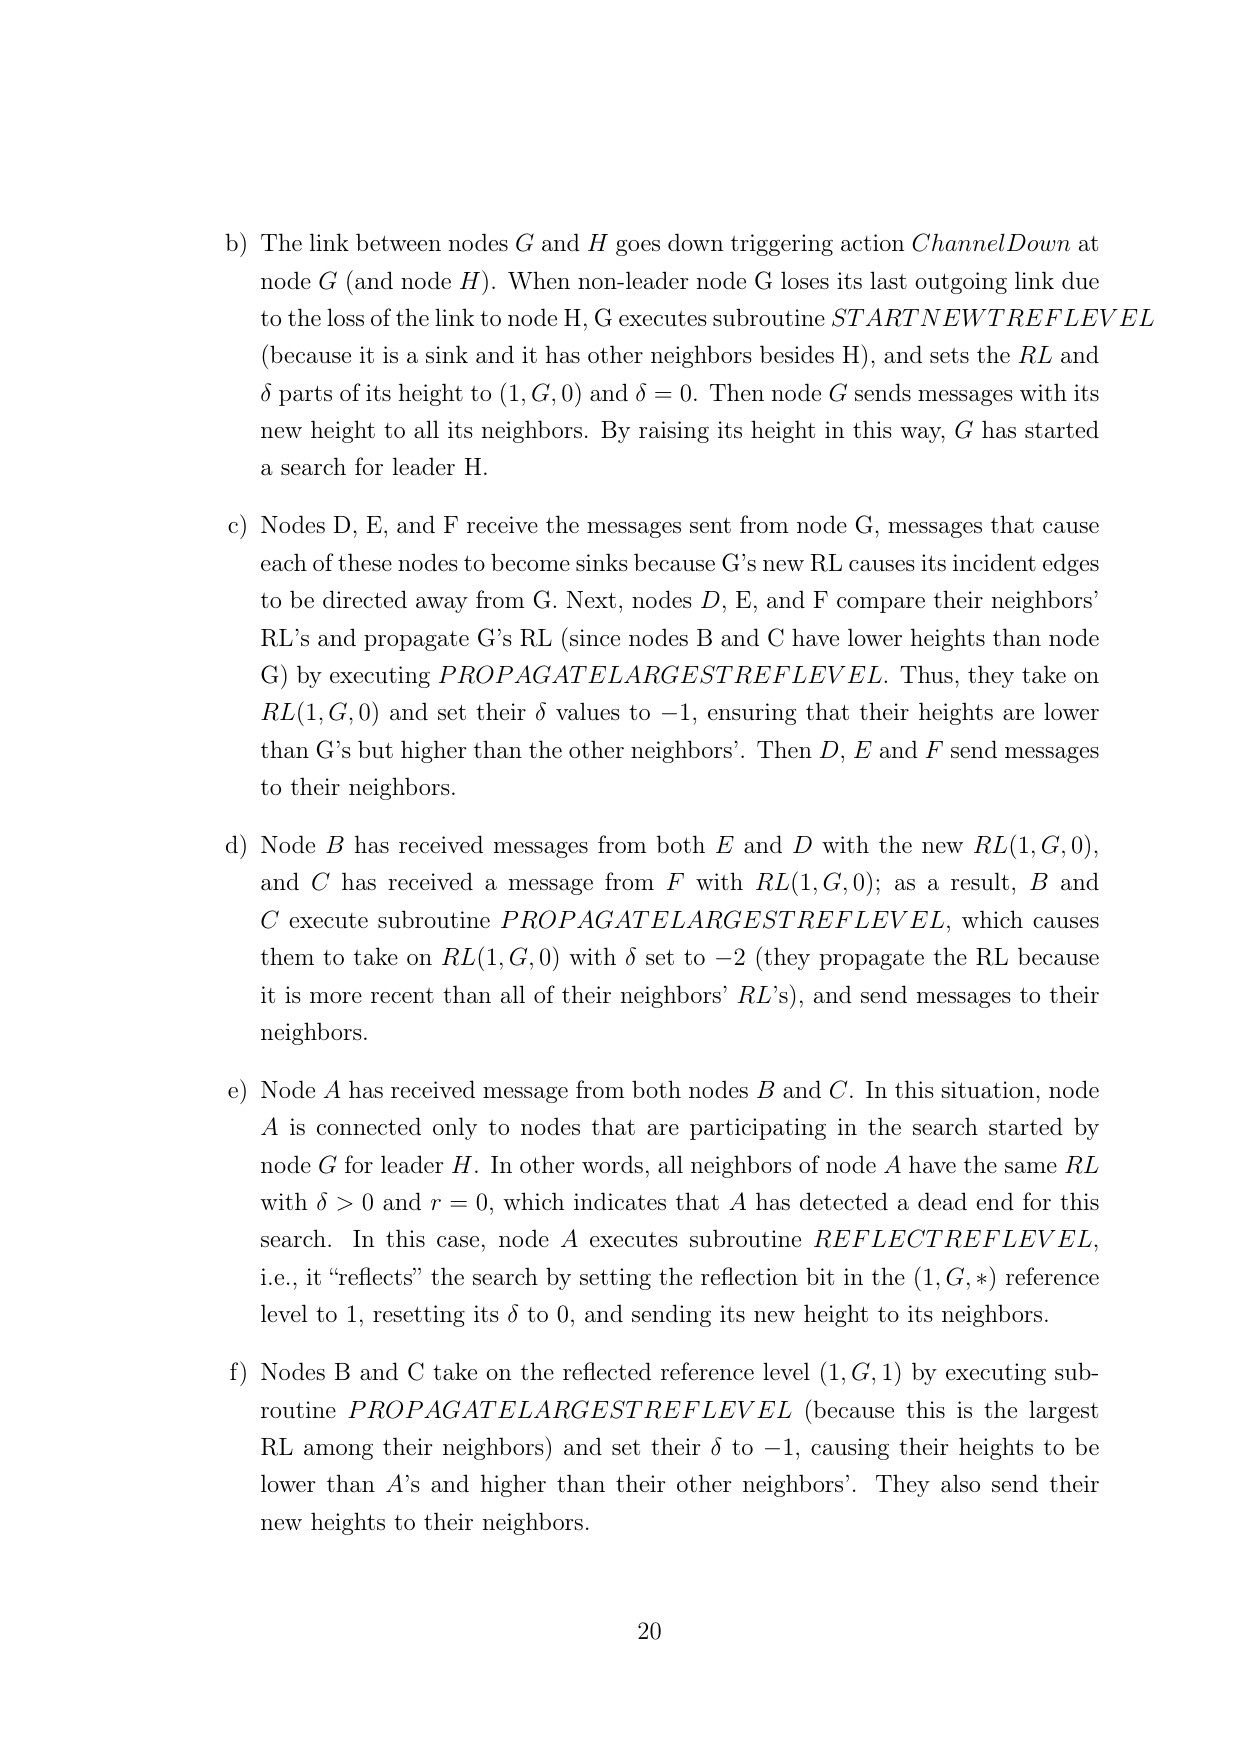 b) The link between nodes G and H goes down triggering action ChannelDown at
node G (and node H). When non-leader node G loses its last outgoing link due
to the loss of the link to node H, G executes subroutine STARTNEWTREFLEVEL
(because it is a sink and it has other neighbors besides H), and sets the RL and
δ parts of its height to (1, G, 0) and δ = 0. Then node G sends messages with its
new height to all its neighbors. By raising its height in this way, G has started
a search for leader H.
c) Nodes D, E, and F receive the messages sent from node G, messages that cause
each of these nodes to become sinks because G's new RL causes its incident edges
to be directed away from G. Next, nodes D, E, and F compare their neighbors'
RL's and propagate G's RL (since nodes B and C have lower heights than node
G) by executing PROPAGATELARGESTREFLEVEL. Thus, they take on
RL(1, G, 0) and set their δ values to −1, ensuring that their heights are lower
than G's but higher than the other neighbors'. Then D, E and F send messages
to their neighbors.
d) Node B has received messages from both E and D with the new RL(1, G, 0),
and C has received a message from F with RL(1, G, 0); as a result, B and
C execute subroutine PROPAGATELARGESTREFLEVEL, which causes
them to take on RL(1, G, 0) with δ set to −2 (they propagate the RL because
it is more recent than all of their neighbors' RL's), and send messages to their
neighbors.
e) Node A has received message from both nodes B and C. In this situation, node
A is connected only to nodes that are participating in the search started by
node G for leader H. In other words, all neighbors of node A have the same RL
with δ > 0 and r = 0, which indicates that A has detected a dead end for this
search. In this case, node A executes subroutine REFLECTREFLEVEL,
i.e., it “reflects” the search by setting the reflection bit in the (1, G, ∗) reference
level to 1, resetting its δ to 0, and sending its new height to its neighbors.
f) Nodes B and C take on the reflected reference level (1, G, 1) by executing sub-
routine PROPAGATELARGESTREFLEVEL (because this is the largest
RL among their neighbors) and set their δ to −1, causing their heights to be
lower than A's and higher than their other neighbors'. They also send their
new heights to their neighbors.
20